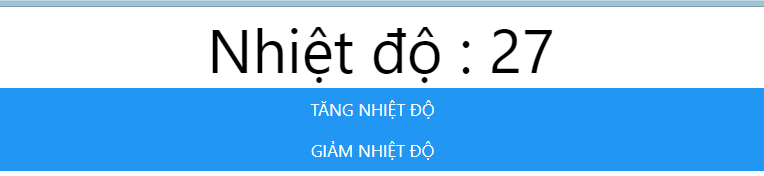 Nhiệt độ : 27
TĂNG NHIỆT ĐỘ
GIẢM NHIỆT ĐỘ